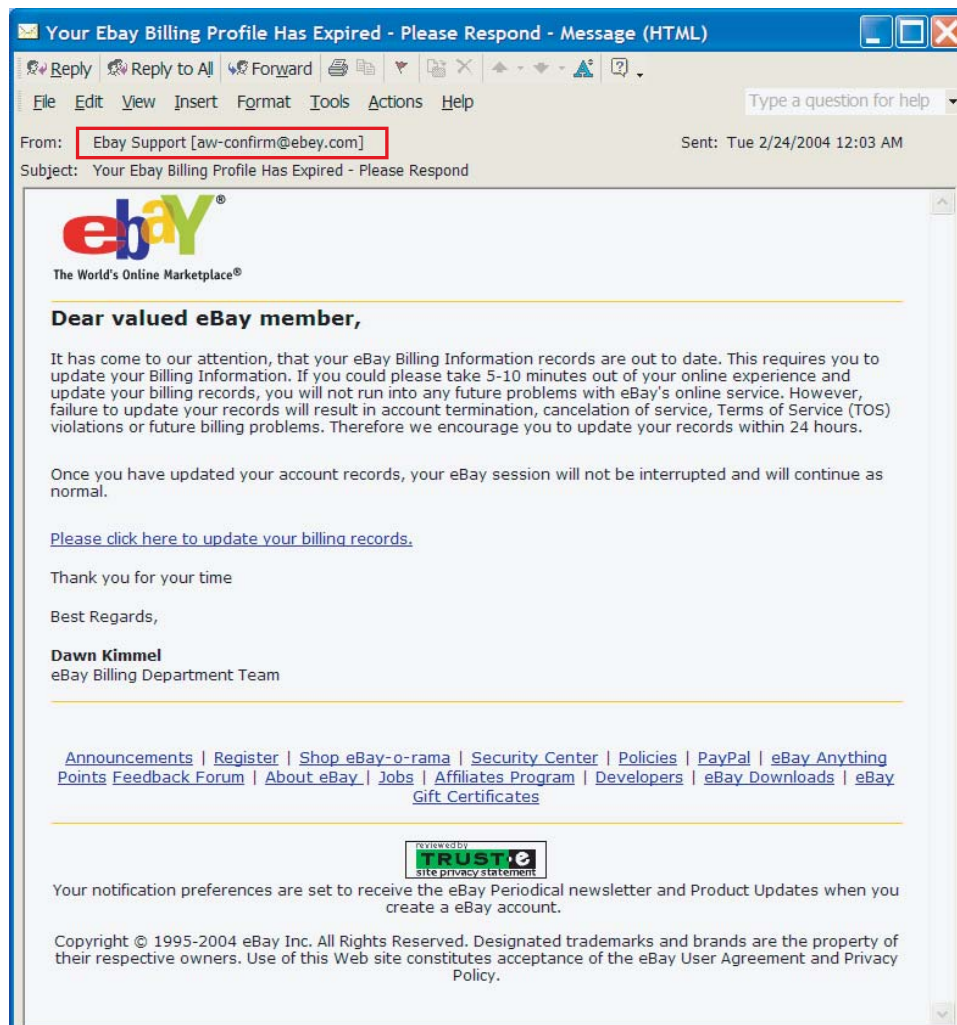 Your Ebay Billing Profile Has Expired - Please Respond - Message (HTML)
Reply Reply to All Forward
File Edit View Insert Format Tools Actions Help Type a question for help
From: Ebay Support [aw-confirm@ebey.com] Sent: Tue 2/24/2004 12:03 AM
Subject: Your Ebay Billing Profile Has Expired - Please Respond
ebaY®
The World's Online Marketplace®
Dear valued eBay member,
It has come to our attention, that your eBay Billing Information records are out to date. This requires you to
update your Billing Information. If you could please take 5-10 minutes out of your online experience and
update your billing records, you will not run into any future problems with eBay's online service. However,
failure to update your records will result in account termination, cancelation of service, Terms of Service (TOS)
violations or future billing problems. Therefore we encourage you to update your records within 24 hours.
Once you have updated your account records, your eBay session will not be interrupted and will continue as
normal.
Please click here to update your billing records.
Thank you for your time
Best Regards,
Dawn Kimmel
eBay Billing Department Team
Announcements | Register | Shop eBay-o-rama | Security Center | Policies | PayPal | eBay Anything
Points Feedback Forum | About eBay | Jobs | Affiliates Program | Developers | eBay Downloads | eBay
Gift Certificates
reviewed by
TRUST·e
site privacy statement
Your notification preferences are set to receive the eBay Periodical newsletter and Product Updates when you
create a eBay account.
Copyright © 1995-2004 eBay Inc. All Rights Reserved. Designated trademarks and brands are the property of
their respective owners. Use of this Web site constitutes acceptance of the eBay User Agreement and Privacy
Policy.